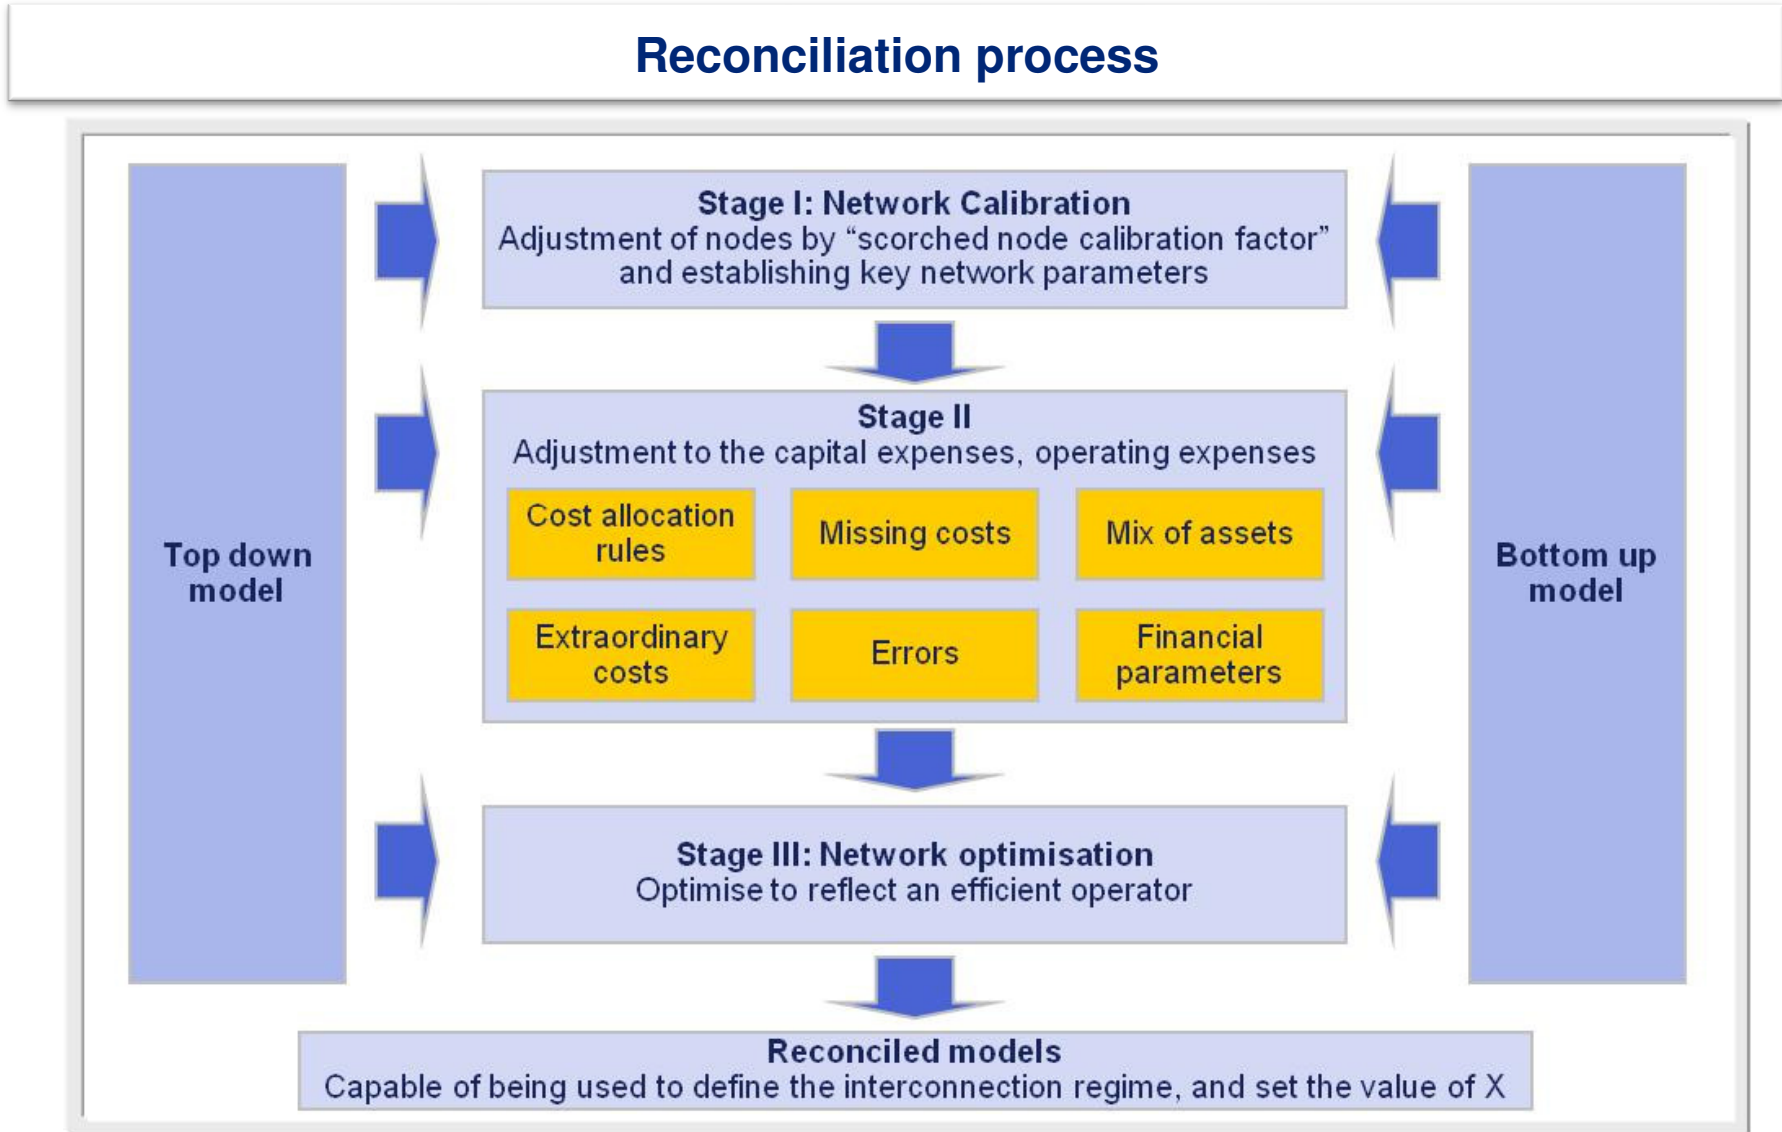 Reconciliation process
Top down
model
Stage I: Network Calibration
Adjustment of nodes by “scorched node calibration factor”
and establishing key network parameters
Stage II
Adjustment to the capital expenses, operating expenses
Cost allocation
rules
Missing costs
Mix of assets
Extraordinary
costs
Errors
Financial
parameters
Stage III: Network optimisation
Optimise to reflect an efficient operator
Bottom up
model
Reconciled models
Capable of being used to define the interconnection regime, and set the value of X